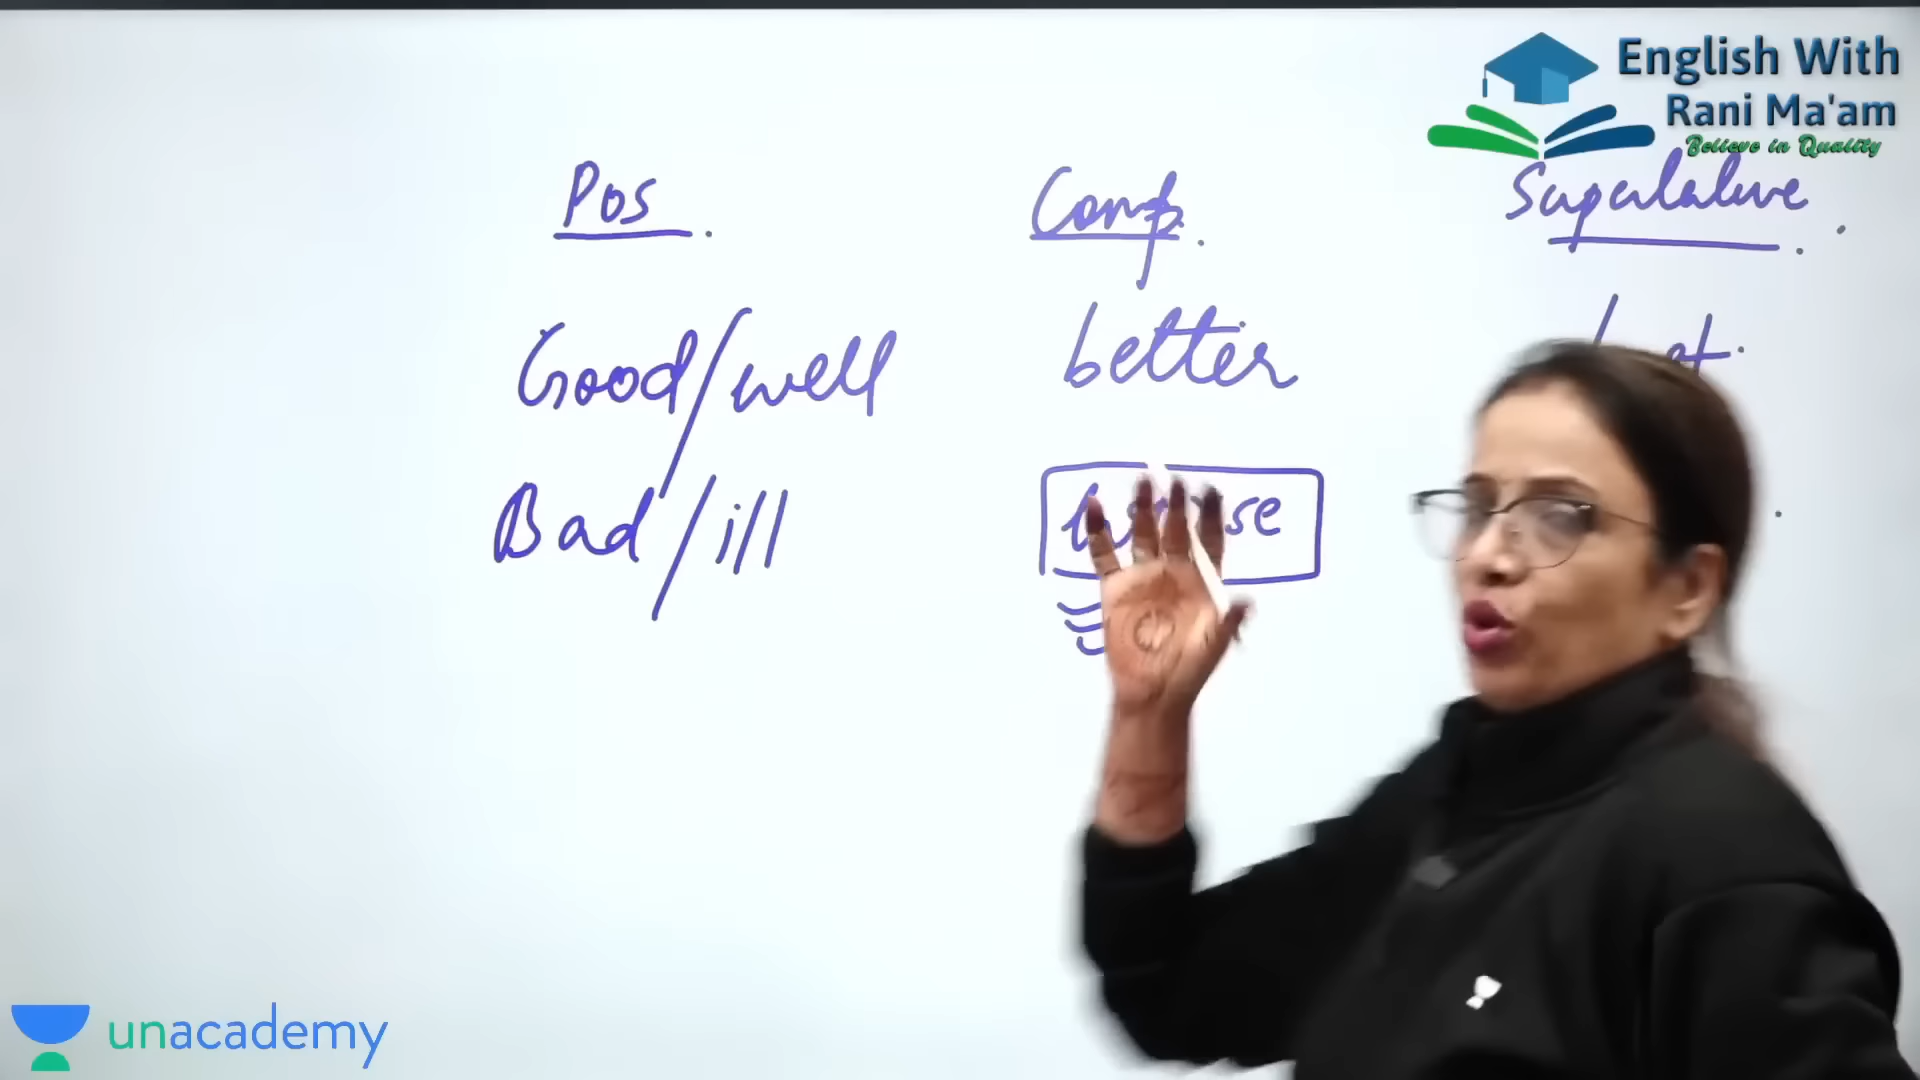 English With
Rani Ma'am
Believe in Quality
Pos. Comp. Superlative.
Good/well better
Bad/ill
unacademy